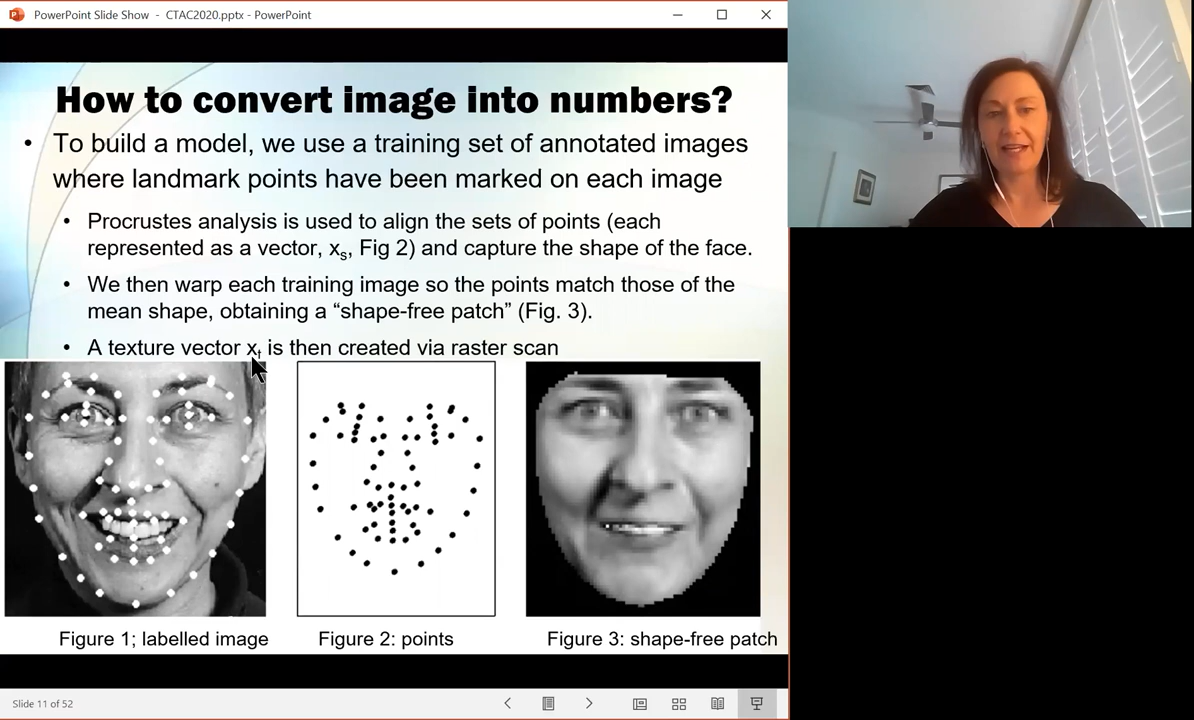 PowerPoint Slide Show - CTAC2020.pptx - PowerPoint
How to convert image into numbers?
• To build a model, we use a training set of annotated images
where landmark points have been marked on each image
• Procrustes analysis is used to align the sets of points (each
represented as a vector, xs, Fig 2) and capture the shape of the face.
• We then warp each training image so the points match those of the
mean shape, obtaining a “shape-free patch” (Fig. 3).
• A texture vector xt is then created via raster scan
Figure 1; labelled image
Figure 2: points
Figure 3: shape-free patch
Slide 11 of 52